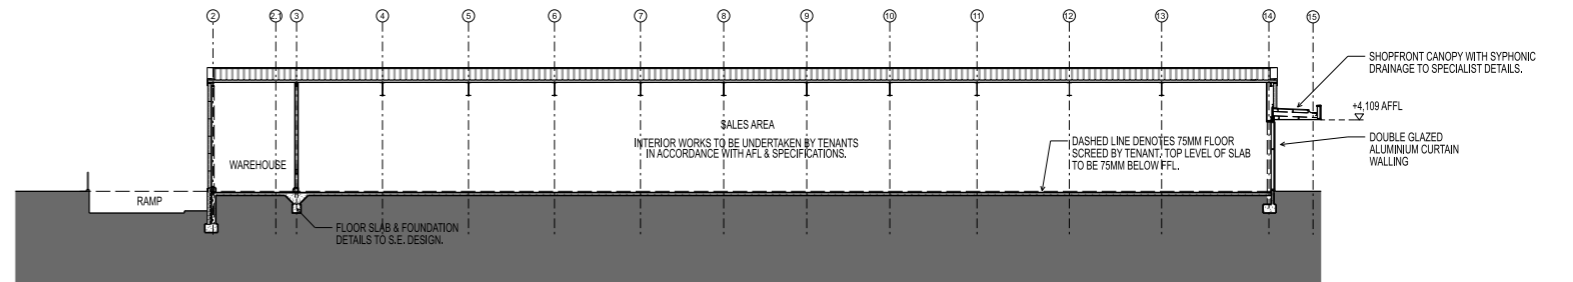 2 2.1 3 4 5 6 7 8 9 10 11 12 13 14 15
SHOPFRONT CANOPY WITH SYPHONIC
DRAINAGE TO SPECIALIST DETAILS.
+4,109 AFFL
SALES AREA
INTERIOR WORKS TO BE UNDERTAKEN BY TENANTS
IN ACCORDANCE WITH AFL & SPECIFICATIONS.
DASHED LINE DENOTES 75MM FLOOR
SCREED BY TENANT, TOP LEVEL OF SLAB
TO BE 75MM BELOW FFL.
DOUBLE GLAZED
ALUMINIUM CURTAIN
WALLING
WAREHOUSE
RAMP
FLOOR SLAB & FOUNDATION
DETAILS TO S.E. DESIGN.